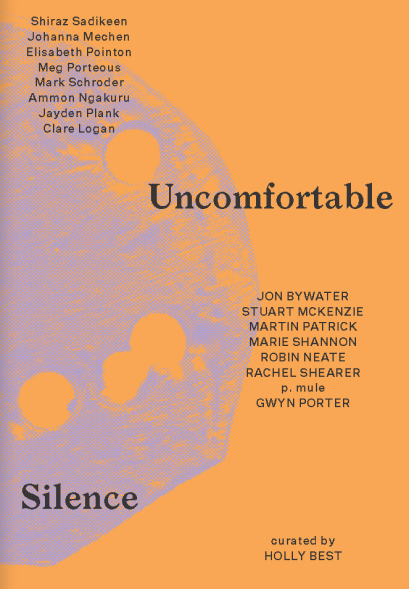 Shiraz Sadikeen
Johanna Mechen
Elisabeth Pointon
Meg Porteous
Mark Schroder
Ammon Ngakuru
Jayden Plank
Clare Logan
Uncomfortable
JON BYWATER
STUART MCKENZIE
MARTIN PATRICK
MARIE SHANNON
ROBIN NEATE
RACHEL SHEARER
p. mule
GWYN PORTER
Silence
curated by
HOLLY BEST